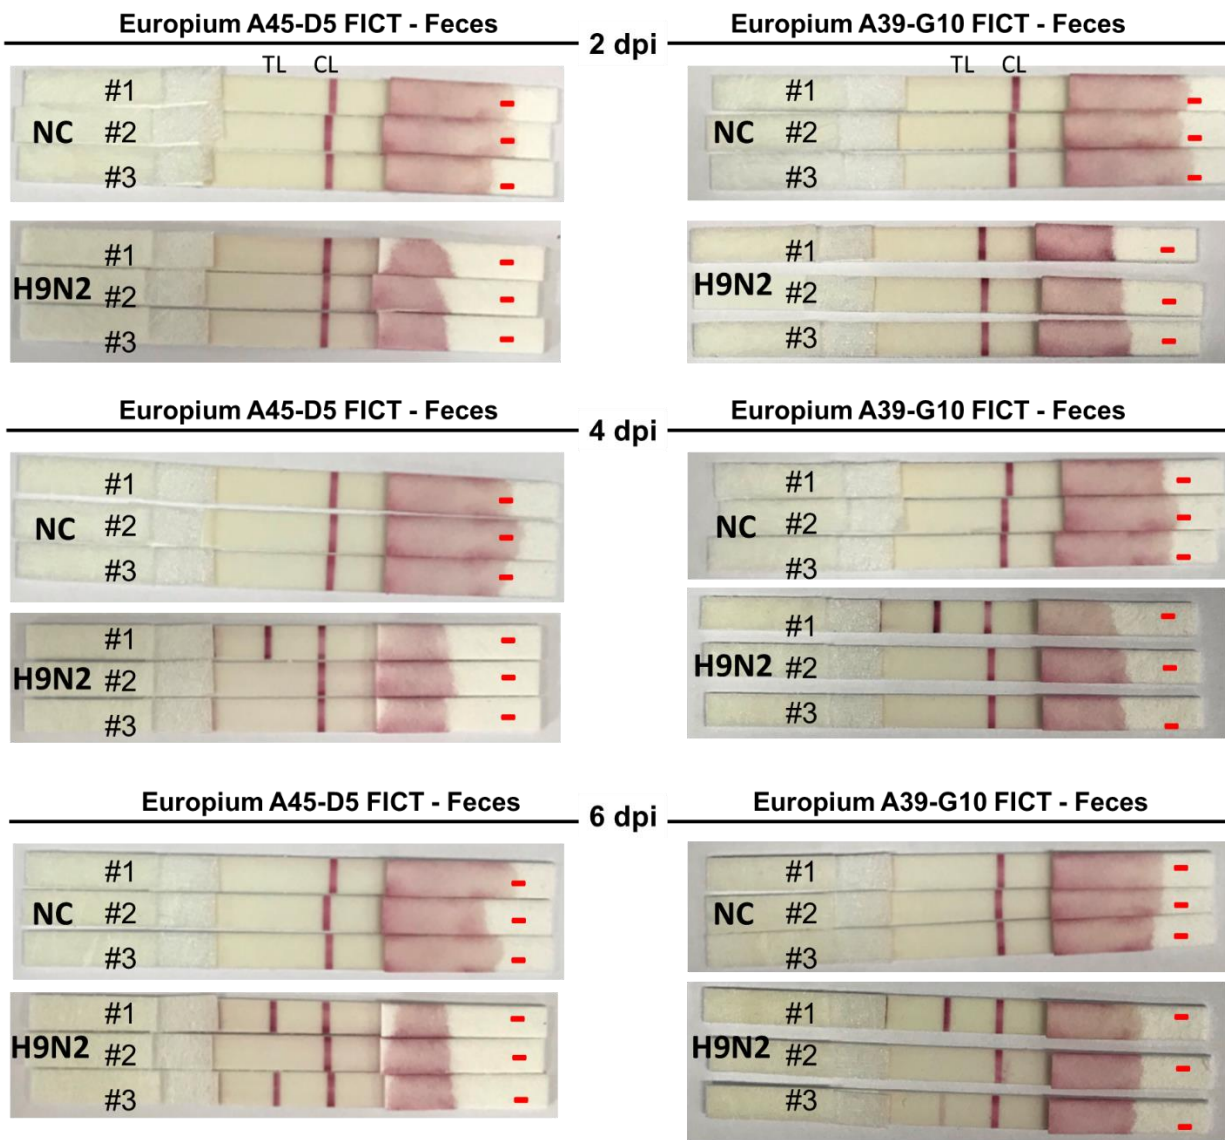 Europium A45-D5 FICT - Feces
2 dpi
Europium A39-G10 FICT - Feces
TL CL
TL CL
NC
#1
#2
#3
NC
#1
#2
#3
H9N2
#1
#2
#3
H9N2
#1
#2
#3
Europium A45-D5 FICT - Feces
4 dpi
Europium A39-G10 FICT - Feces
NC
#1
#2
#3
NC
#1
#2
#3
H9N2
#1
#2
#3
H9N2
#1
#2
#3
Europium A45-D5 FICT - Feces
6 dpi
Europium A39-G10 FICT - Feces
NC
#1
#2
#3
NC
#1
#2
#3
H9N2
#1
#2
#3
H9N2
#1
#2
#3